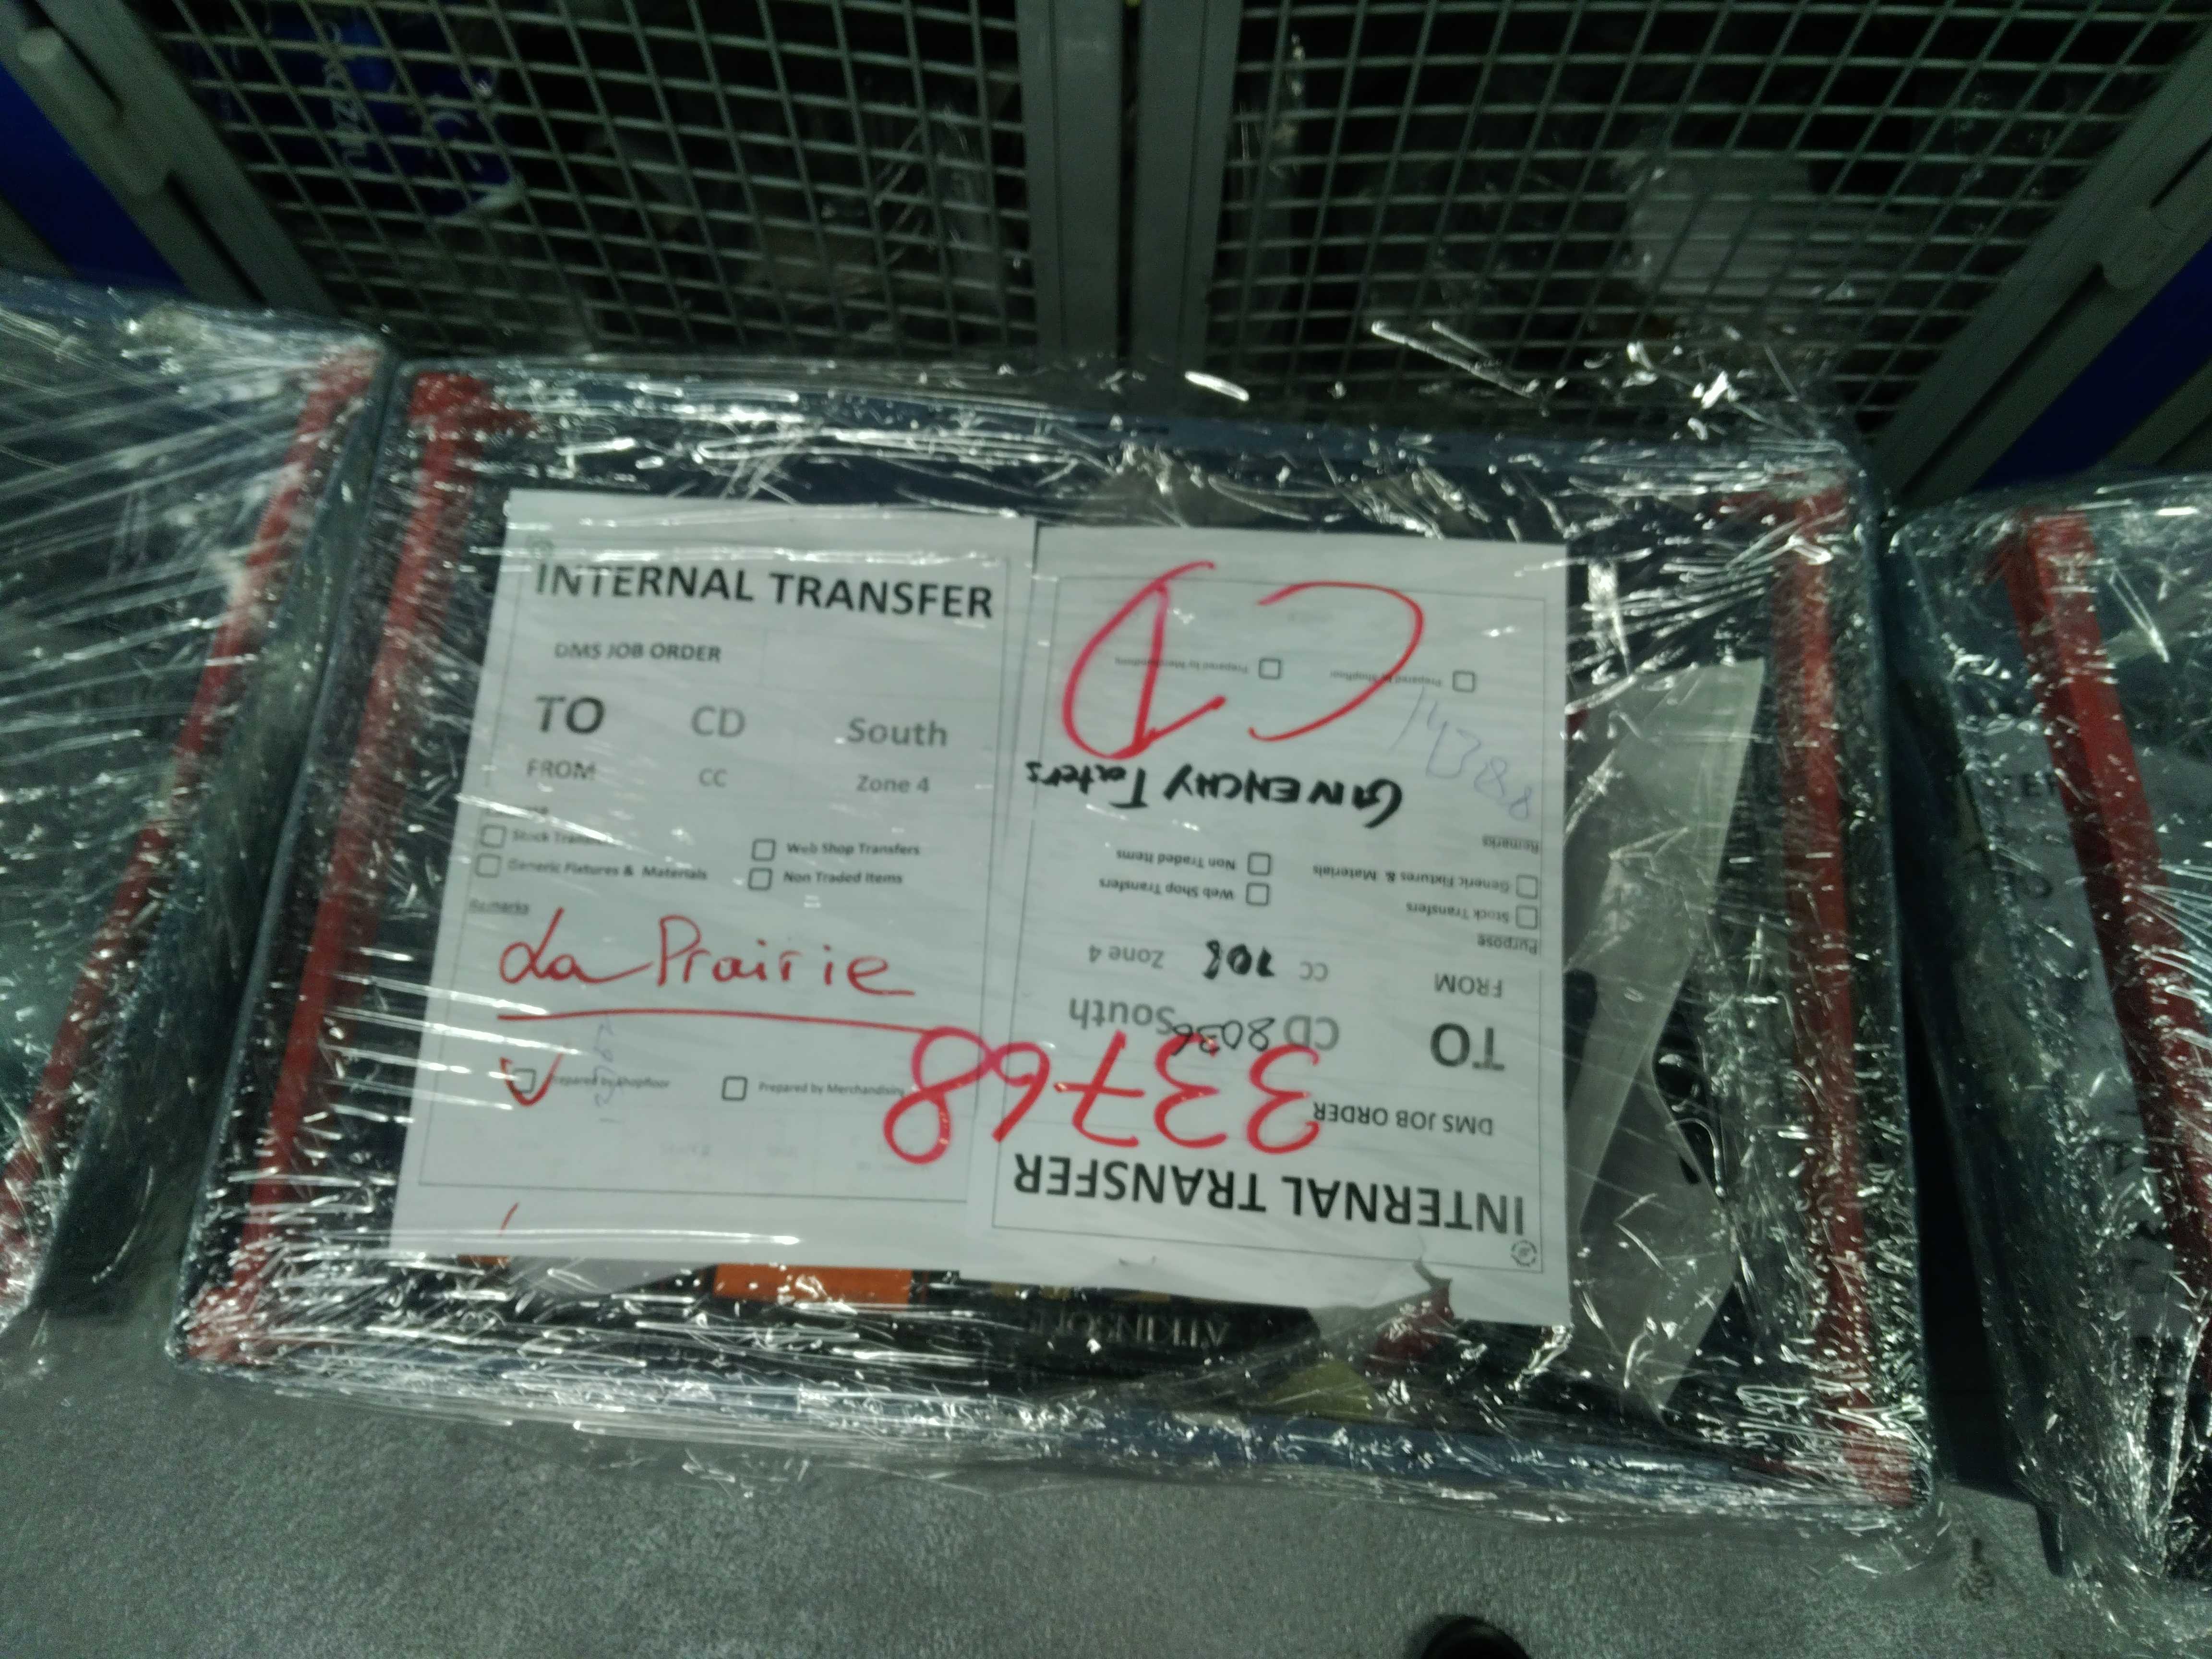 INTERNAL TRANSFER
DMS JOB ORDER
TO CD South
FROM CC Zone 4
Stock Transfers
Web Shop Transfers
Generic Fixtures & Materials
Non Traded Items
Remarks
La Prairie
Prepared by Shopfloor
Prepared by Merchandising
INTERNAL TRANSFER
DMS JOB ORDER
33768
TO CD 8036 South
FROM CC 108 Zone 4
Purpose
Stock Transfers
Web Shop Transfers
Generic Fixtures & Materials
Non Traded Items
Remarks
GIVENCHY Testers
Prepared by Shopfloor
Prepared by Merchandising
ATKINSONS